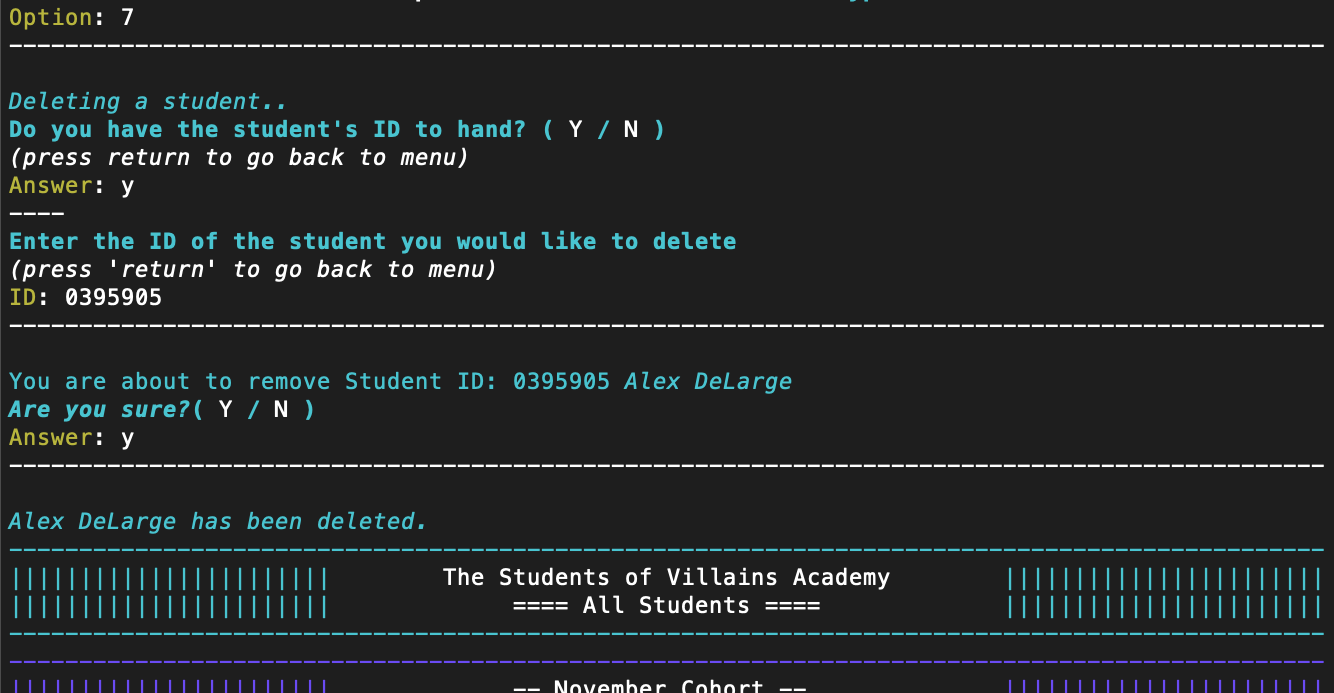 Option: 7
----------------------------------------------------------------------------------------------
Deleting a student..
Do you have the student's ID to hand? ( Y / N )
(press return to go back to menu)
Answer: y
----
Enter the ID of the student you would like to delete
(press 'return' to go back to menu)
ID: 0395905
----------------------------------------------------------------------------------------------
You are about to remove Student ID: 0395905 Alex DeLarge
Are you sure?( Y / N )
Answer: y
----------------------------------------------------------------------------------------------
Alex DeLarge has been deleted.
----------------------------------------------------------------------------------------------
||||||||||||||||||||||| The Students of Villains Academy |||||||||||||||||||||||
||||||||||||||||||||||| ==== All Students ==== |||||||||||||||||||||||
----------------------------------------------------------------------------------------------
----------------------------------------------------------------------------------------------
||||||||||||||||||||||| -- November Cohort -- |||||||||||||||||||||||